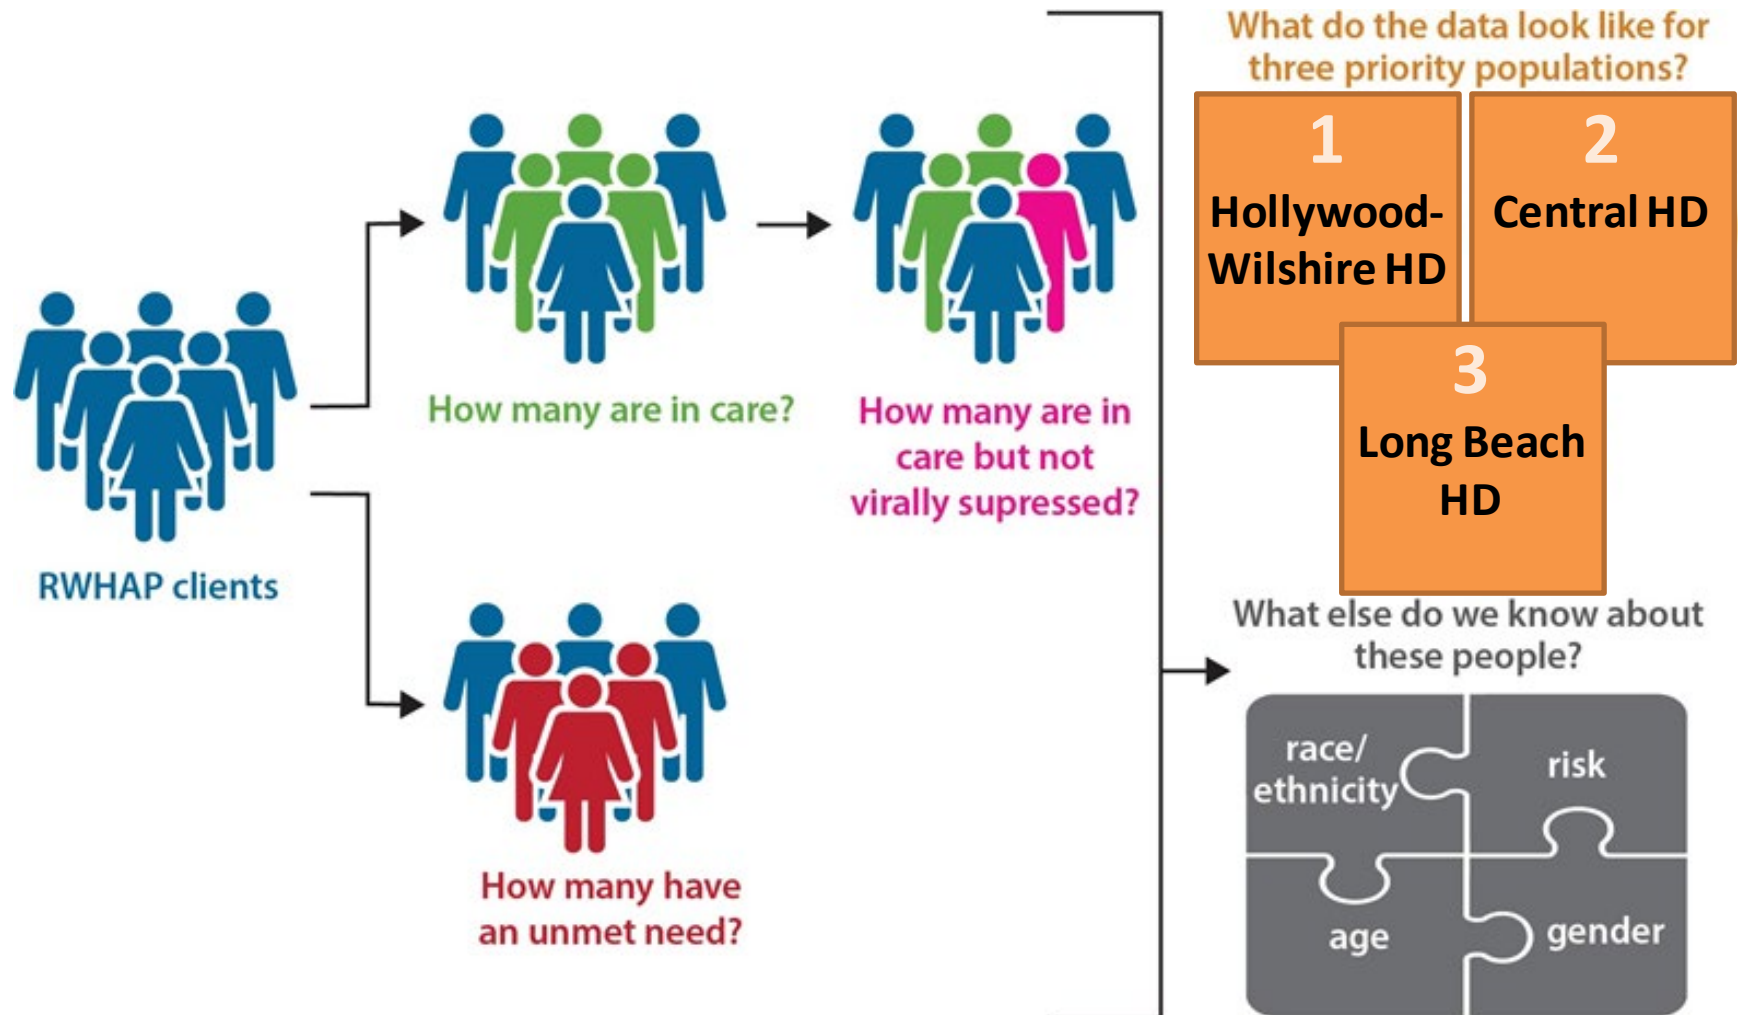 RWHAP clients
How many are in care?
How many are in
care but not
virally supressed?
How many have
an unmet need?
What do the data look like for
three priority populations?
1
Hollywood-
Wilshire HD
2
Central HD
3
Long Beach
HD
What else do we know about
these people?
race/
ethnicity
risk
age
gender